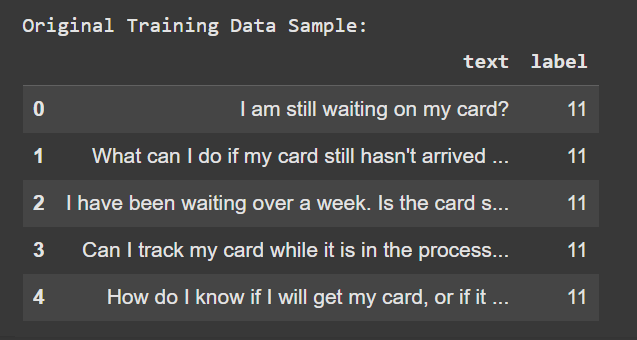 Original Training Data Sample:
text label
0 I am still waiting on my card? 11
1 What can I do if my card still hasn't arrived ... 11
2 I have been waiting over a week. Is the card s... 11
3 Can I track my card while it is in the process... 11
4 How do I know if I will get my card, or if it ... 11